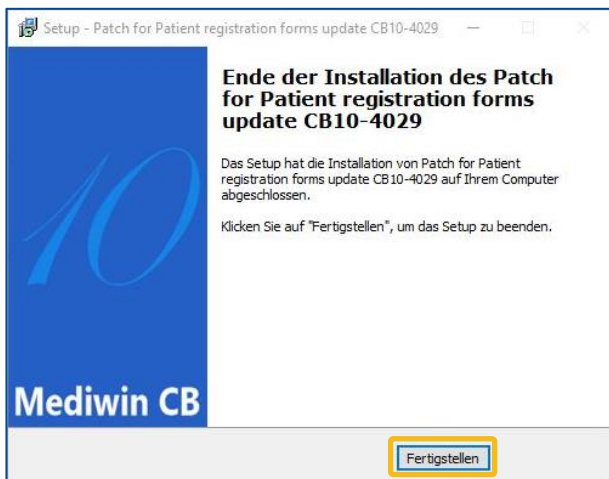 Setup - Patch for Patient registration forms update CB10-4029
Ende der Installation des Patch
for Patient registration forms
update CB10-4029
Das Setup hat die Installation von Patch for Patient
registration forms update CB10-4029 auf Ihrem Computer
abgeschlossen.
Klicken Sie auf "Fertigstellen", um das Setup zu beenden.
10
Mediwin CB
Fertigstellen